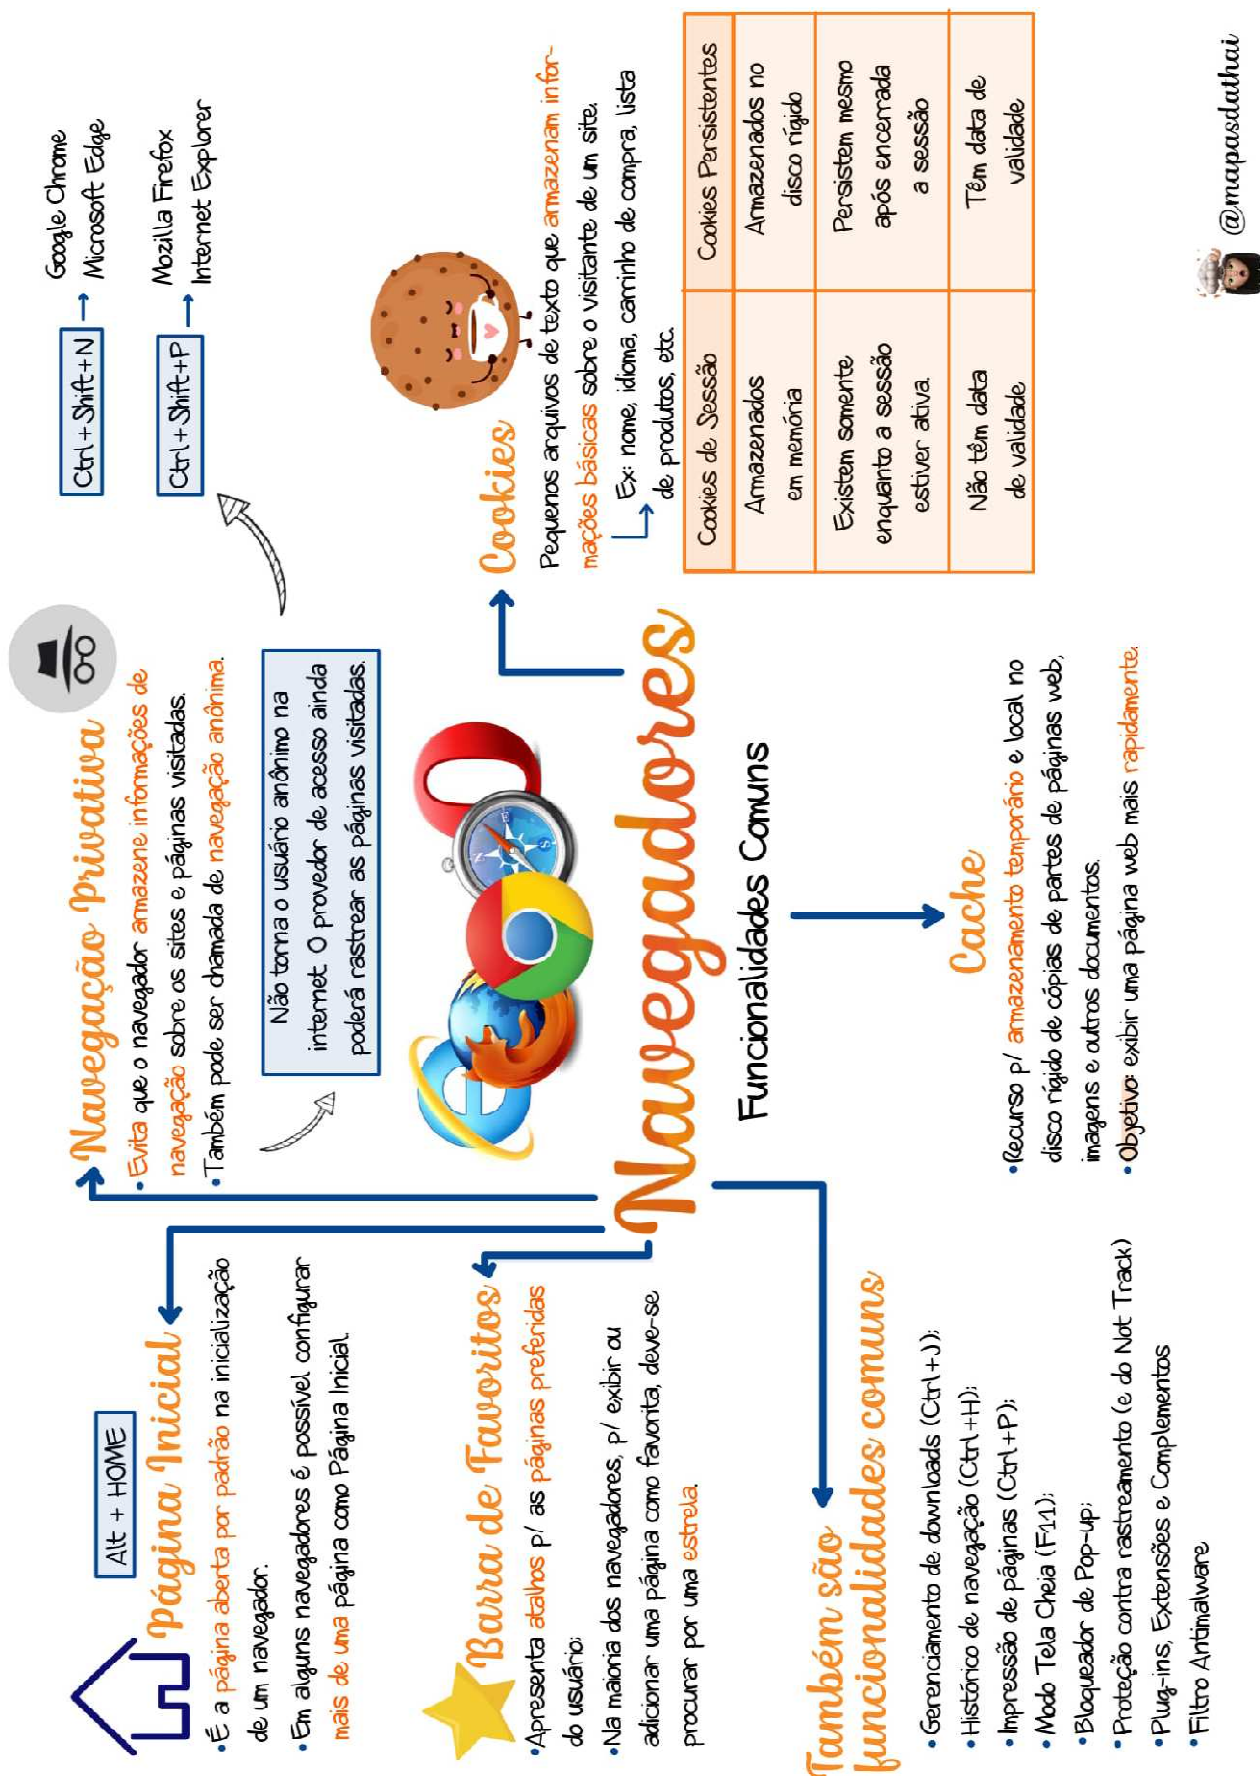 Alt + HOME
Página Inicial
• É a página aberta por padrão na inicialização
de um navegador.
• Em alguns navegadores é possível configurar
mais de uma página como Página Inicial.
Navegação Privativa
• Evita que o navegador armazene informações de
navegação sobre os sites e páginas visitadas.
• Também pode ser chamada de navegação anônima.
Não torna o usuário anônimo na
internet. O provedor de acesso ainda
poderá rastrear as páginas visitadas.
Ctrl+Shift+N
Google Chrome
Microsoft Edge
Ctrl+Shift+P
Mozilla Firefox
Internet Explorer
Barra de Favoritos
• Apresenta atalhos p/ as páginas preferidas
do usuário;
• Na maioria dos navegadores, p/ exibir ou
adicionar uma página como favorita, deve-se
procurar por uma estrela.
Navegadores
Funcionalidades Comuns
Cookies
Pequenos arquivos de texto que armazenam infor-
mações básicas sobre o visitante de um site.
Ex: nome, idioma, carrinho de compra, lista
de produtos, etc.
Cookies de Sessão
Cookies Persistentes
Armazenados
em memória
Armazenados no
disco rígido
Existem somente
enquanto a sessão
estiver ativa
Persistem mesmo
após encerrada
a sessão
Não têm data
de validade
Têm data de
validade
Também são
funcionalidades comuns
• Gerenciamento de downloads (Ctrl+J);
• Histórico de navegação (Ctrl+H);
• Impressão de páginas (Ctrl+P);
• Modo Tela Cheia (F11);
• Bloqueador de Pop-up;
• Proteção contra rastreamento (e do Not Track)
• Plug-ins, Extensões e Complementos
• Filtro Antimalware
Cache
• Recurso p/ armazenamento temporário e local no
disco rígido de cópias de partes de páginas web,
imagens e outros documentos.
• Objetivo: exibir uma página web mais rapidamente.
@mapasdathai